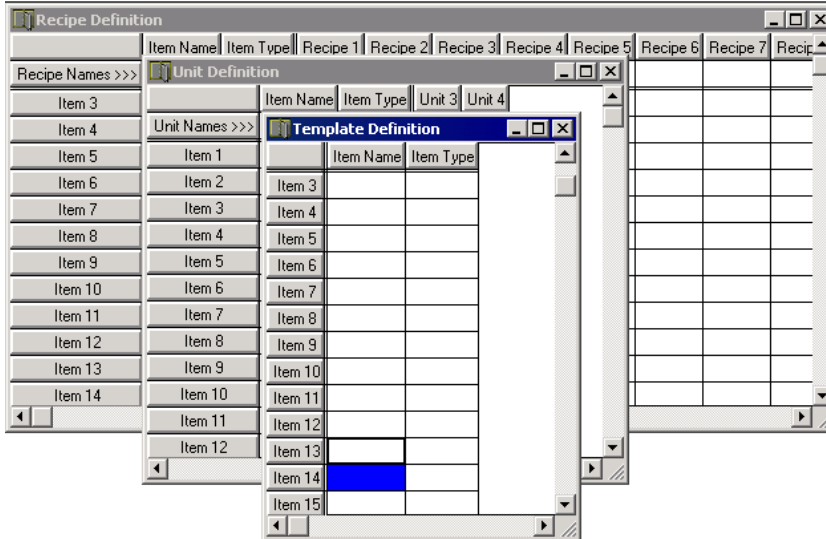 Recipe Definition
Item Name Item Type Recipe 1 Recipe 2 Recipe 3 Recipe 4 Recipe 5 Recipe 6 Recipe 7 Recip
Recipe Names >>>
Item 3
Item 4
Item 5
Item 6
Item 7
Item 8
Item 9
Item 10
Item 11
Item 12
Item 13
Item 14
Unit Definition
Item Name Item Type Unit 3 Unit 4
Unit Names >>>
Item 1
Item 2
Item 3
Item 4
Item 5
Item 6
Item 7
Item 8
Item 9
Item 10
Item 11
Item 12
Template Definition
Item Name Item Type
Item 3
Item 4
Item 5
Item 6
Item 7
Item 8
Item 9
Item 10
Item 11
Item 12
Item 13
Item 14
Item 15